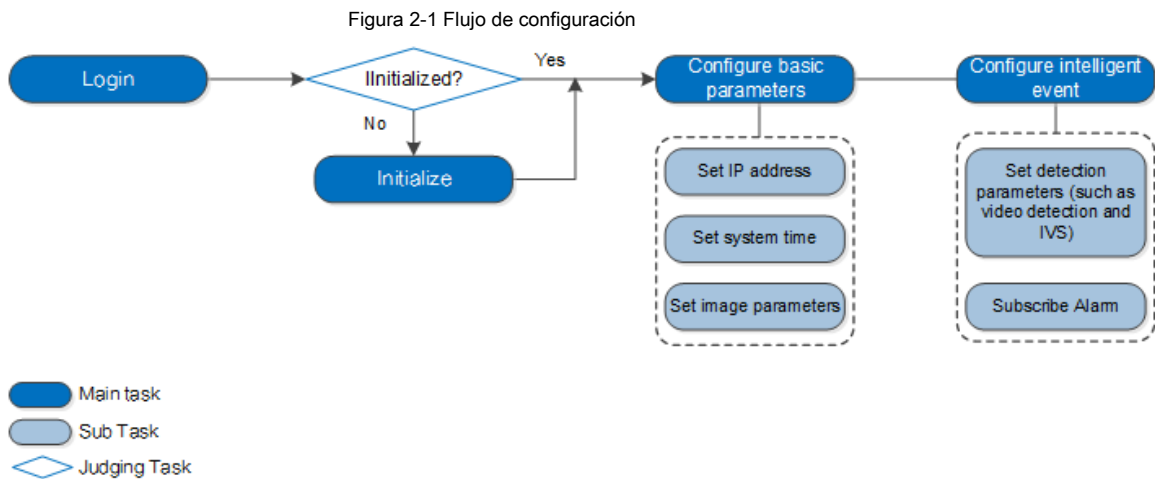 Figura 2-1 Flujo de configuración
Login
IInitialized?
Yes
No
Initialize
Configure basic
parameters
Set IP address
Set system time
Set image parameters
Configure intelligent
event
Set detection
parameters (such as
video detection and
IVS)
Subscribe Alarm
Main task
Sub Task
Judging Task